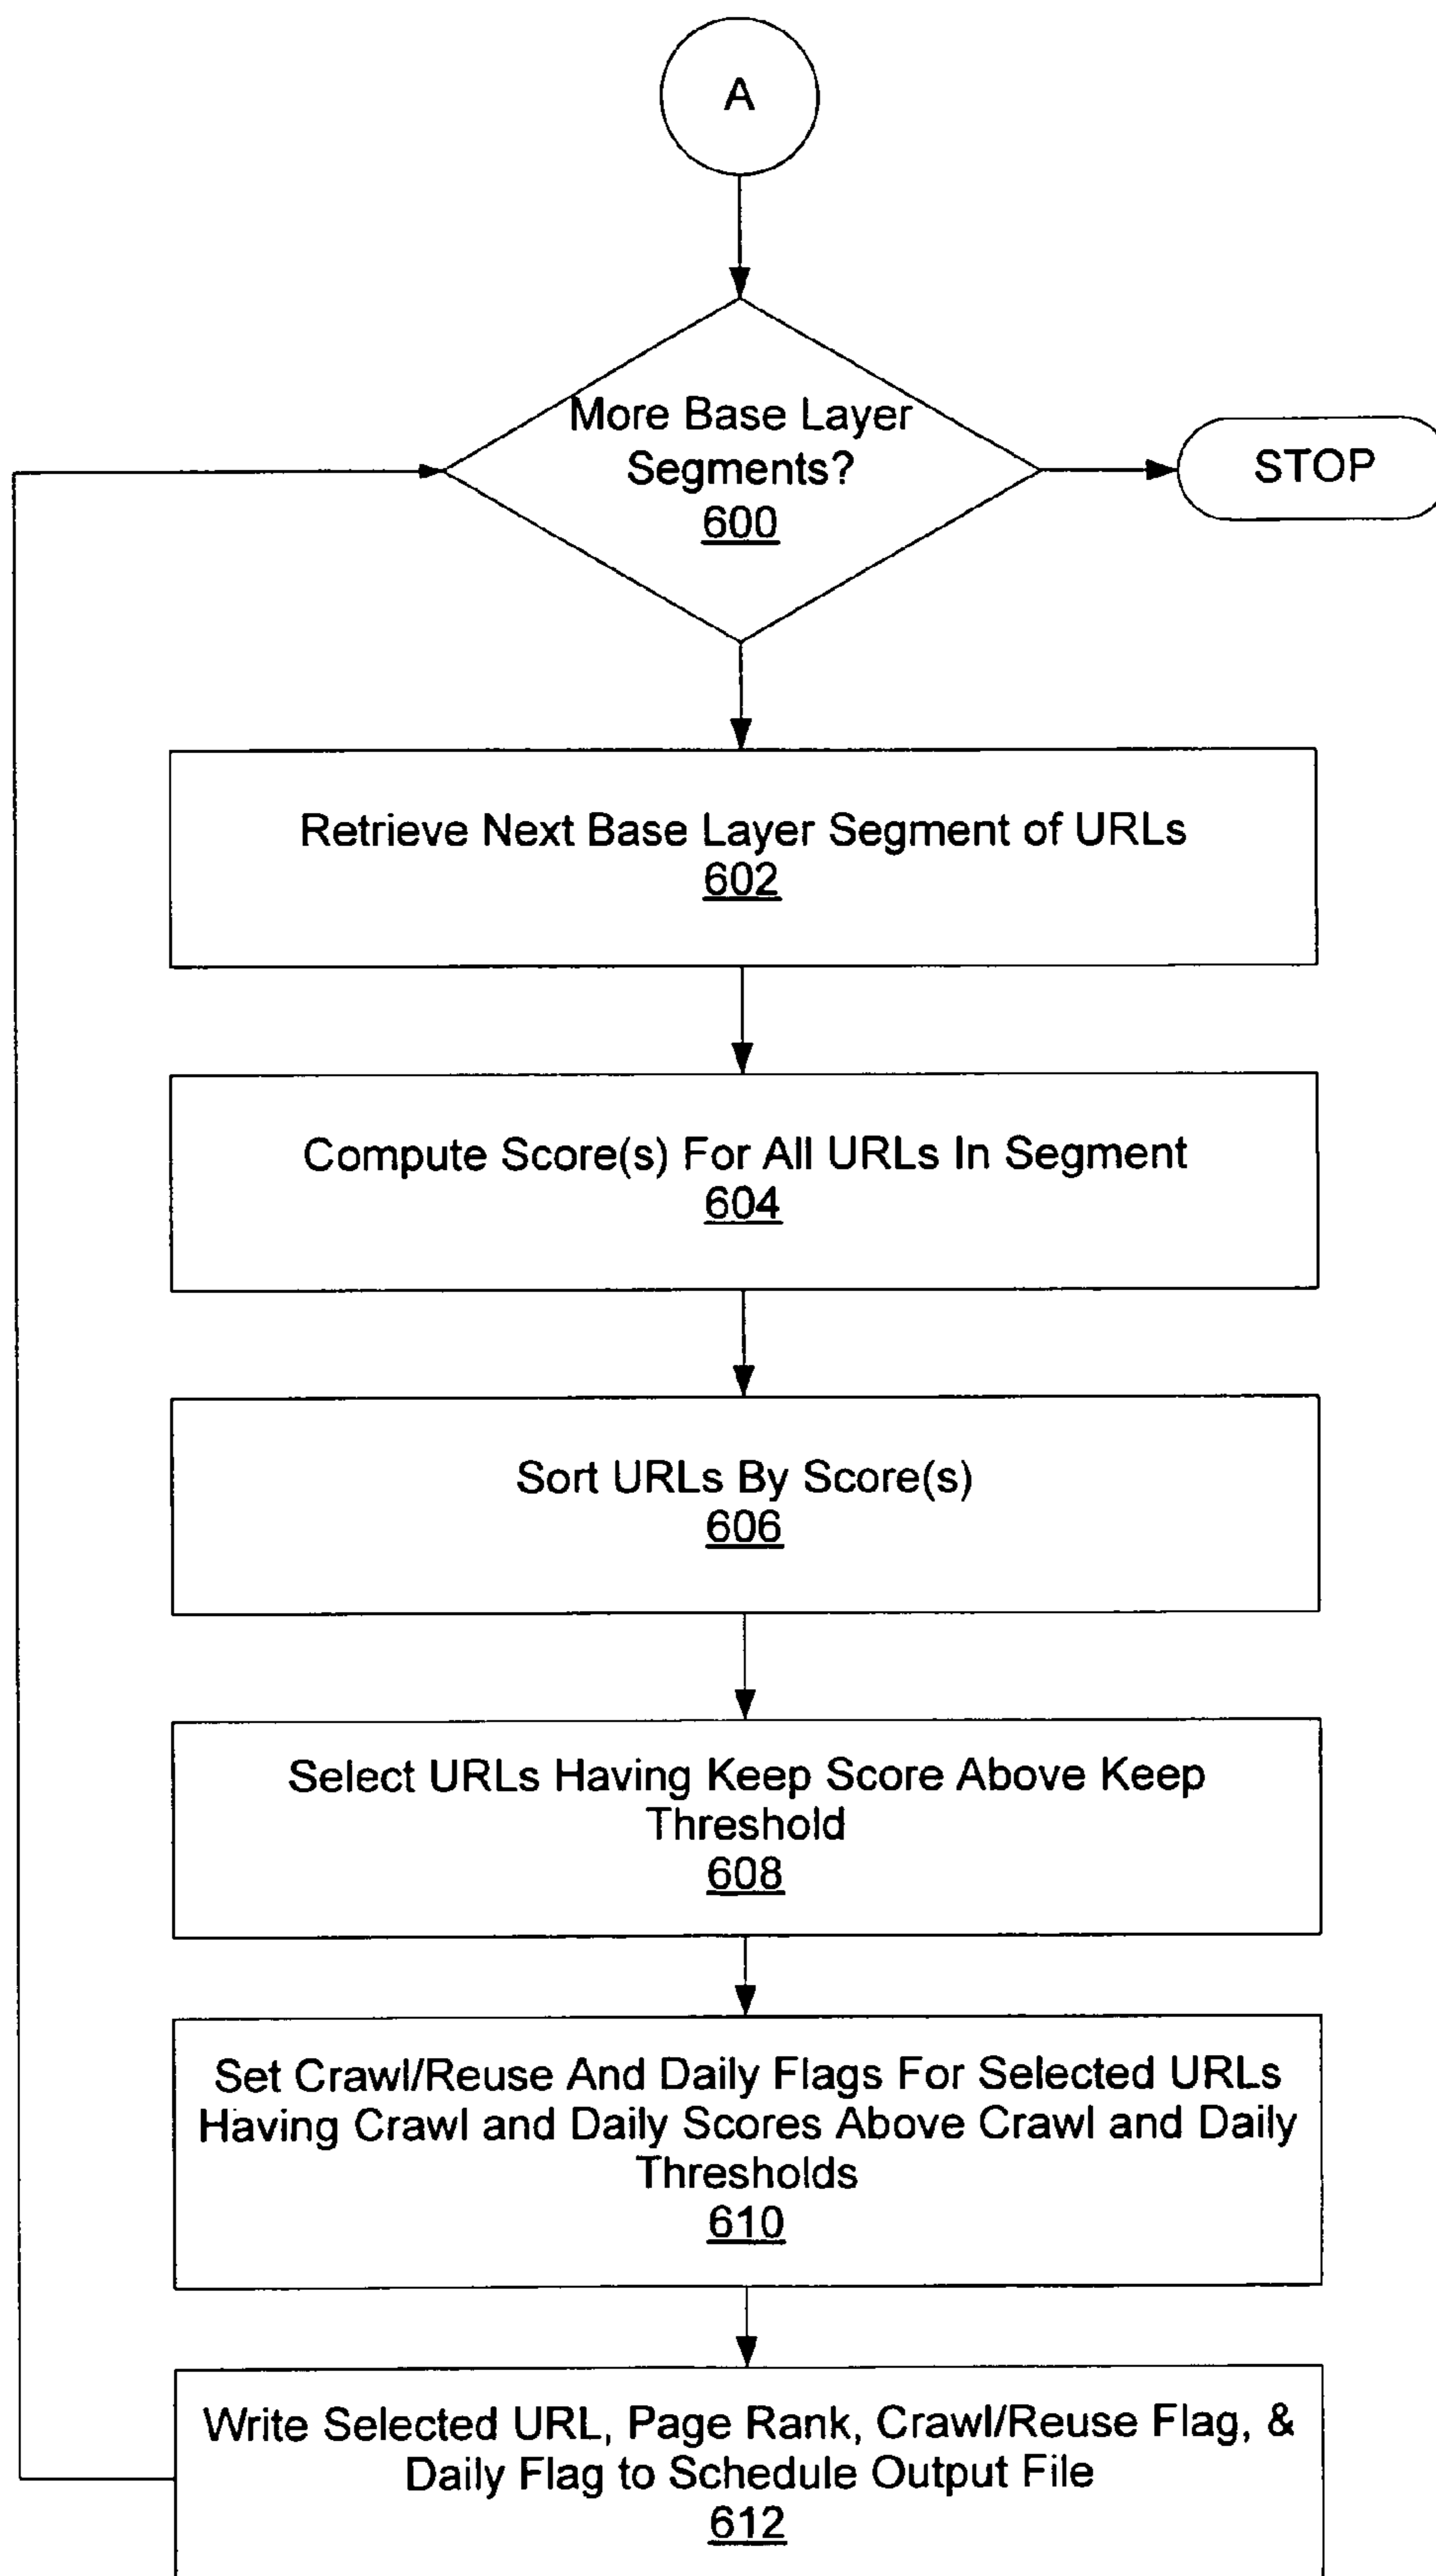 A
More Base Layer
Segments?
600
STOP
Retrieve Next Base Layer Segment of URLs
602
Compute Score(s) For All URLs In Segment
604
Sort URLs By Score(s)
606
Select URLs Having Keep Score Above Keep
Threshold
608
Set Crawl/Reuse And Daily Flags For Selected URLs
Having Crawl and Daily Scores Above Crawl and Daily
Thresholds
610
Write Selected URL, Page Rank, Crawl/Reuse Flag, &
Daily Flag to Schedule Output File
612